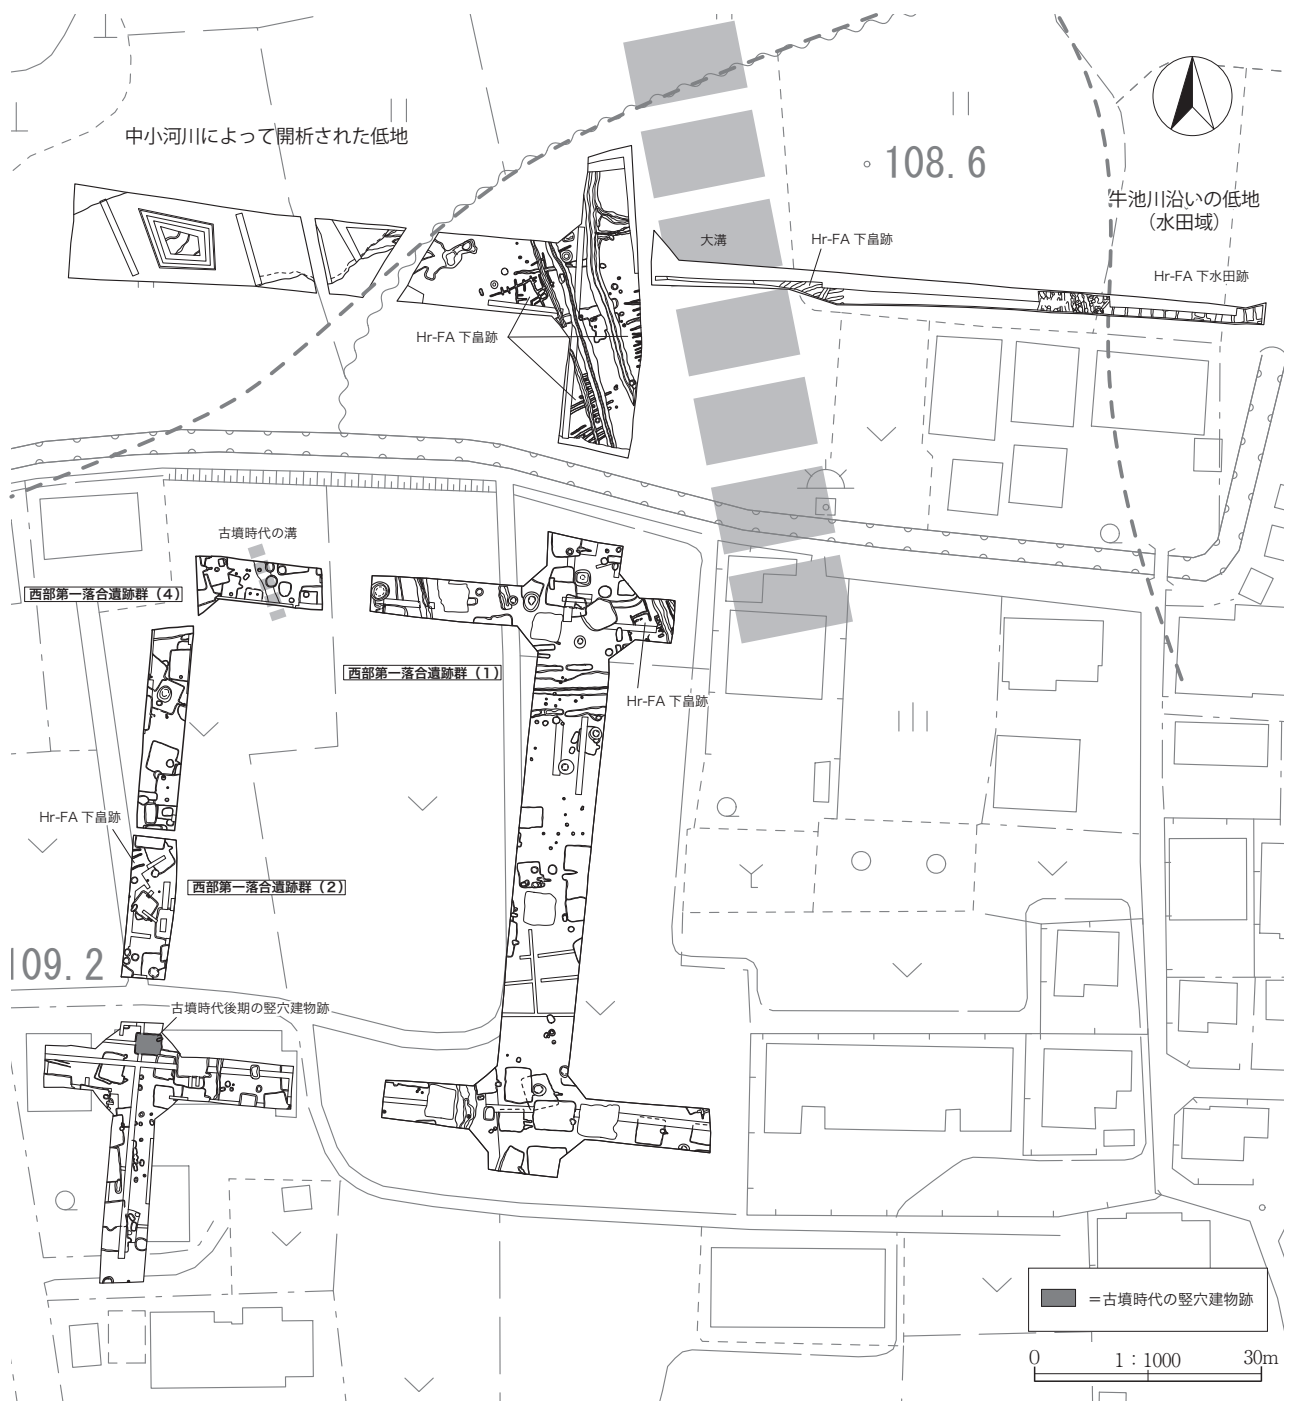 中小河川によって開析された低地
108.6
牛池川沿いの低地
（水田域）
大溝
Hr-FA 下畠跡
Hr-FA 下水田跡
Hr-FA 下畠跡
古墳時代の溝
西部第一落合遺跡群（4）
西部第一落合遺跡群（1）
Hr-FA 下畠跡
Hr-FA 下畠跡
西部第一落合遺跡群（2）
109.2
古墳時代後期の竪穴建物跡
＝古墳時代の竪穴建物跡
0 1：1000 30m